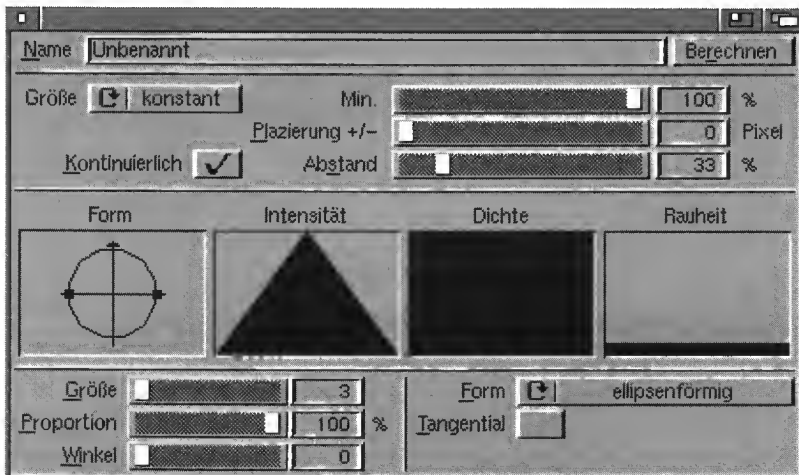 Name Unbenannt Berechnen
Größe konstant Min. 100 %
Plazierung +/- 0 Pixel
Kontinuierlich Abstand 33 %
Form Intensität Dichte Rauheit
Größe 3 Form ellipsenförmig
Proportion 100 % Tangential
Winkel 0